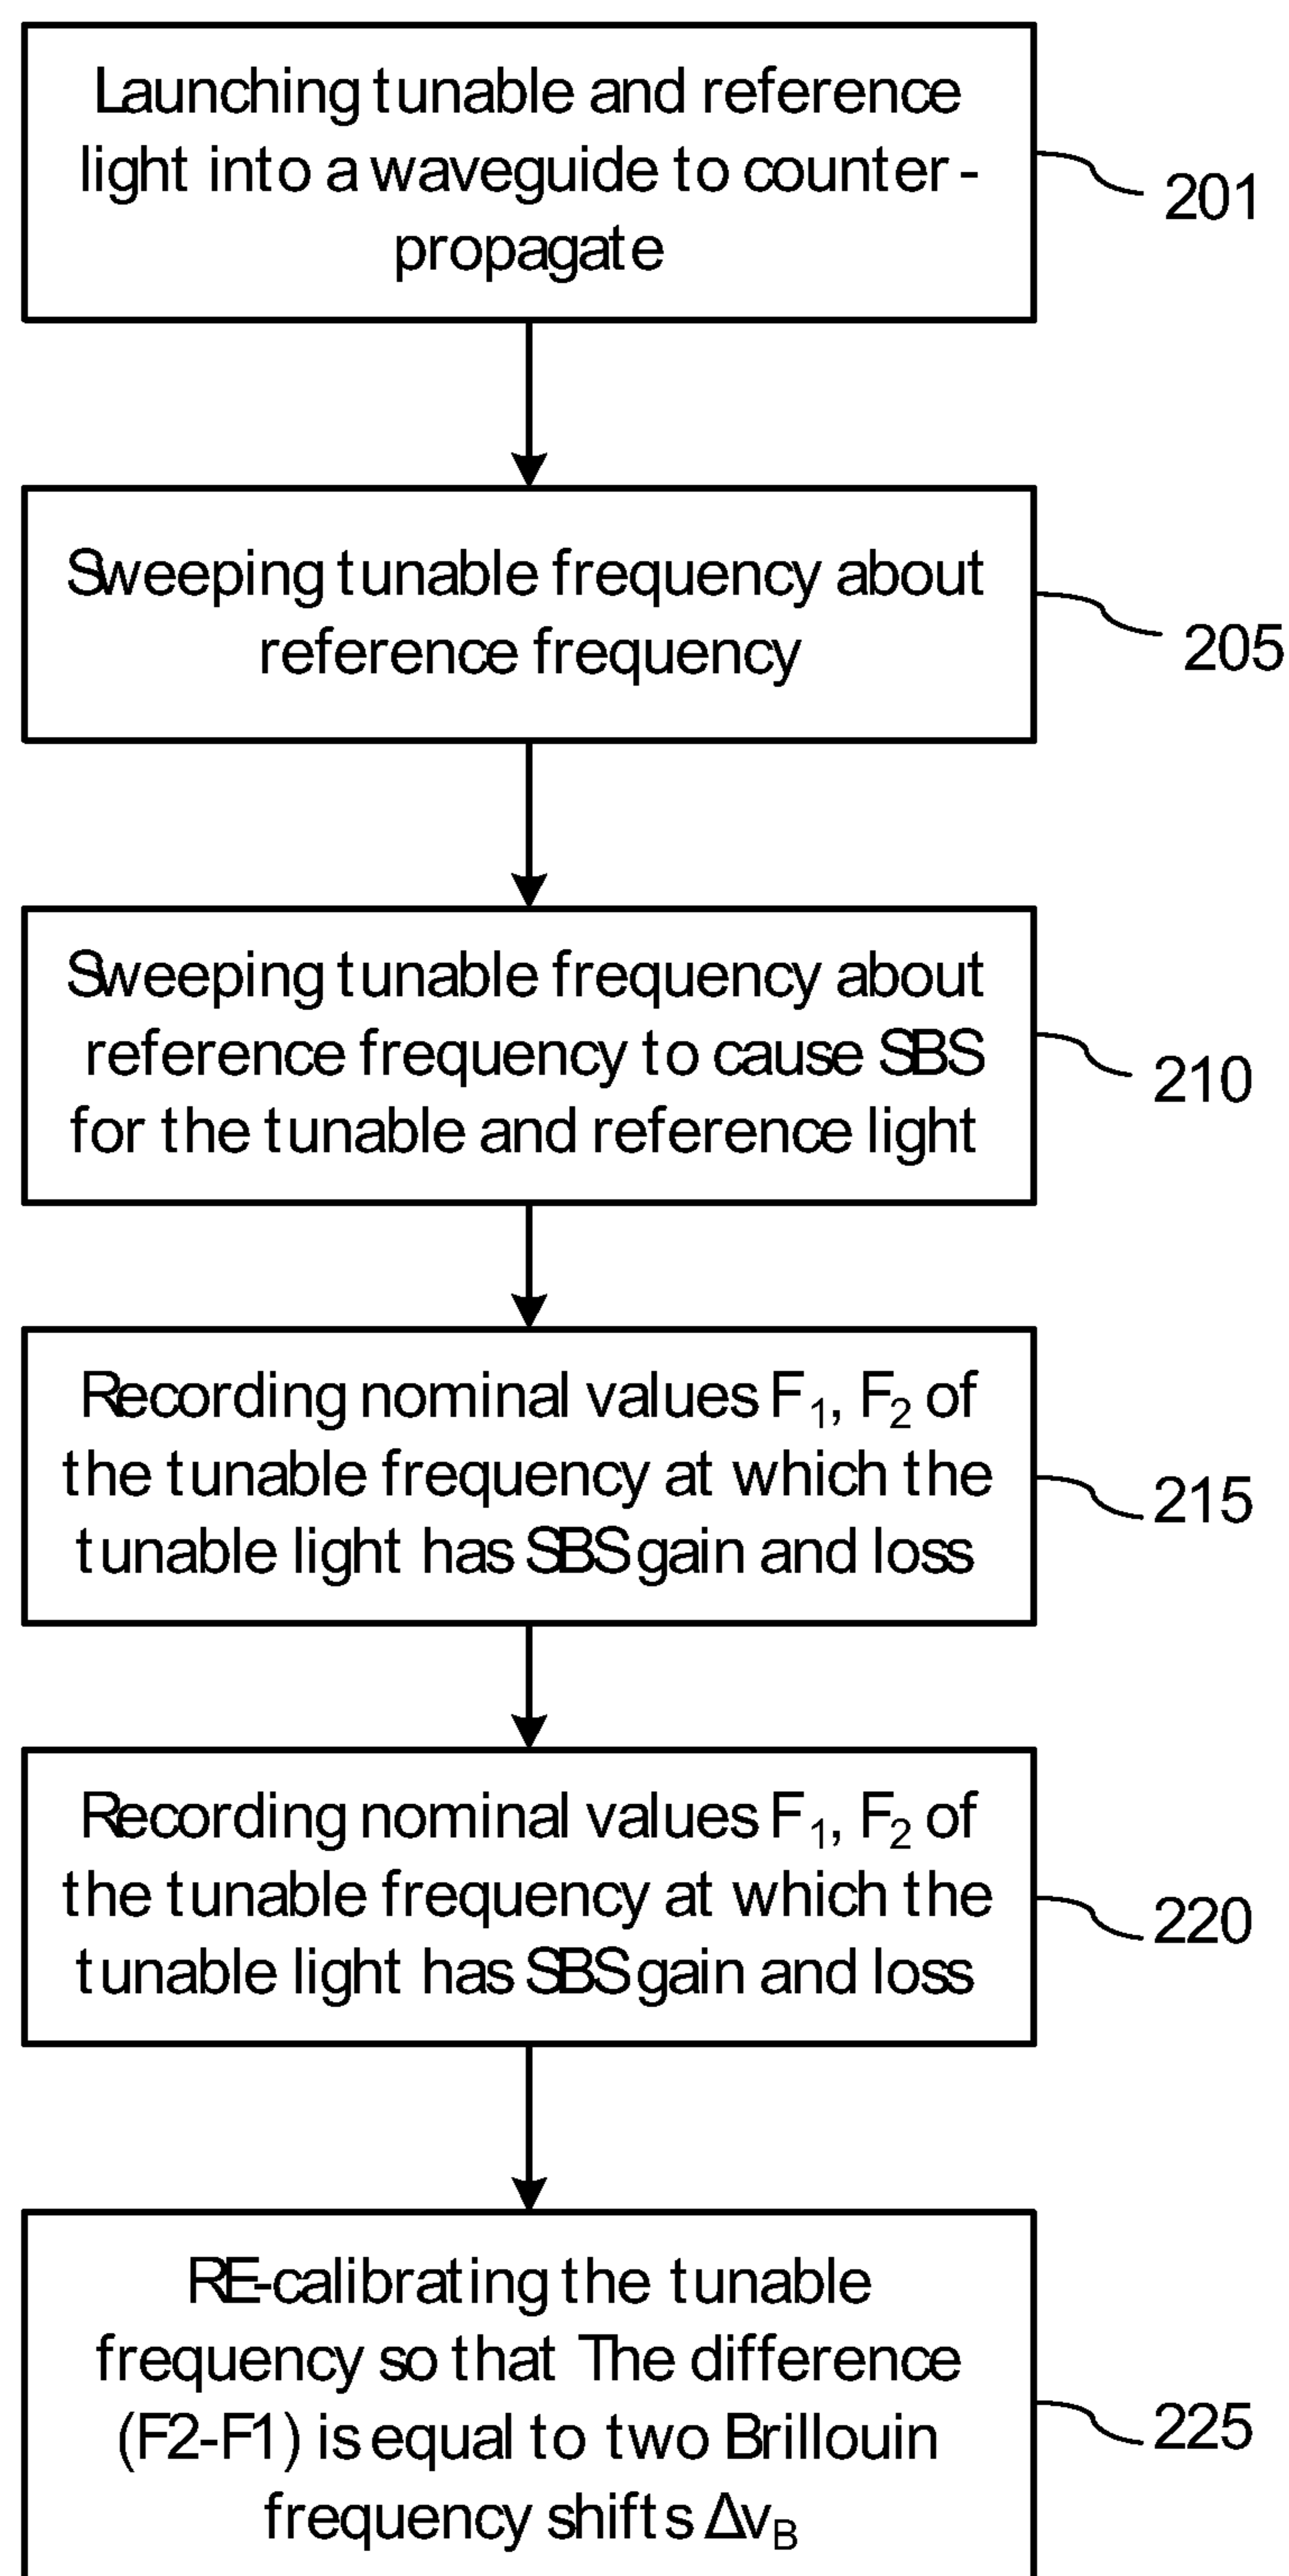 Launching tunable and reference
light into a waveguide to counter-
propagate
201
Sweeping tunable frequency about
reference frequency
205
Sweeping tunable frequency about
reference frequency to cause SBS
for the tunable and reference light
210
Recording nominal values F₁, F₂ of
the tunable frequency at which the
tunable light has SBS gain and loss
215
Recording nominal values F₁, F₂ of
the tunable frequency at which the
tunable light has SBS gain and loss
220
RE-calibrating the tunable
frequency so that The difference
(F2-F1) is equal to two Brillouin
frequency shifts Δv_B
225